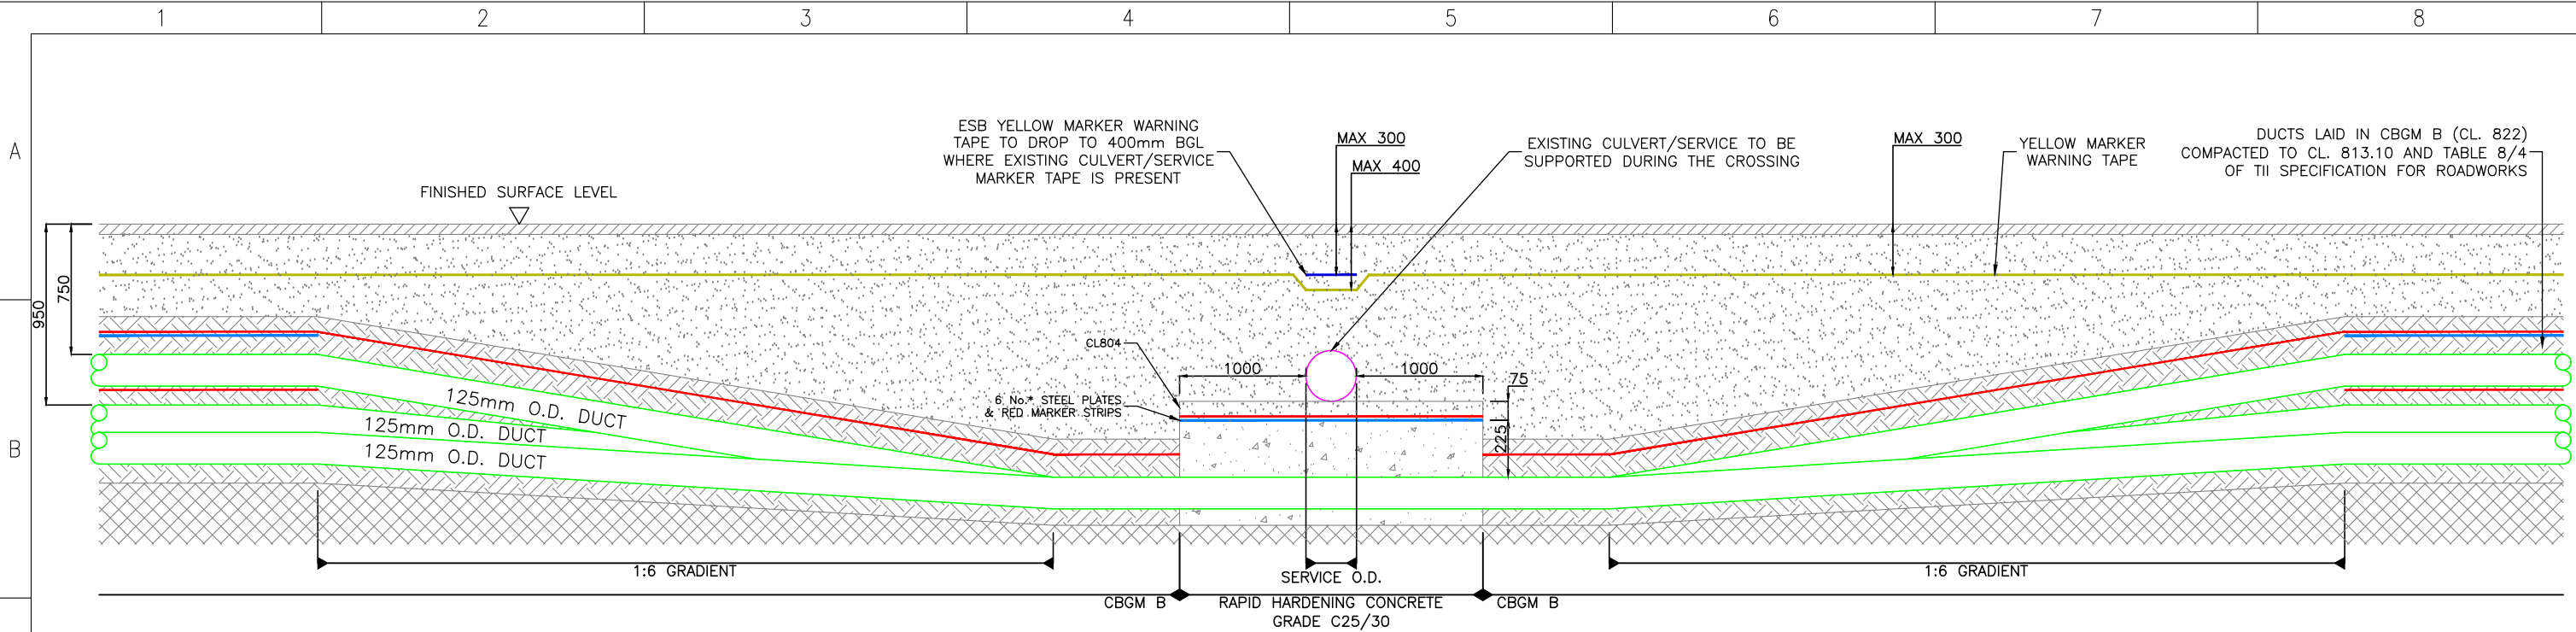 1 2 3 4 5 6 7 8
A
B
ESB YELLOW MARKER WARNING
TAPE TO DROP TO 400mm BGL
WHERE EXISTING CULVERT/SERVICE
MARKER TAPE IS PRESENT
MAX 300
MAX 400
EXISTING CULVERT/SERVICE TO BE
SUPPORTED DURING THE CROSSING
MAX 300
YELLOW MARKER
WARNING TAPE
DUCTS LAID IN CBGM B (CL. 822)
COMPACTED TO CL. 813.10 AND TABLE 8/4
OF TII SPECIFICATION FOR ROADWORKS
FINISHED SURFACE LEVEL
950
750
CL804
1000
1000
75
6 No.* STEEL PLATES
& RED MARKER STRIPS
225
125mm O.D. DUCT
125mm O.D. DUCT
125mm O.D. DUCT
1:6 GRADIENT
SERVICE O.D.
1:6 GRADIENT
CBGM B
RAPID HARDENING CONCRETE
GRADE C25/30
CBGM B